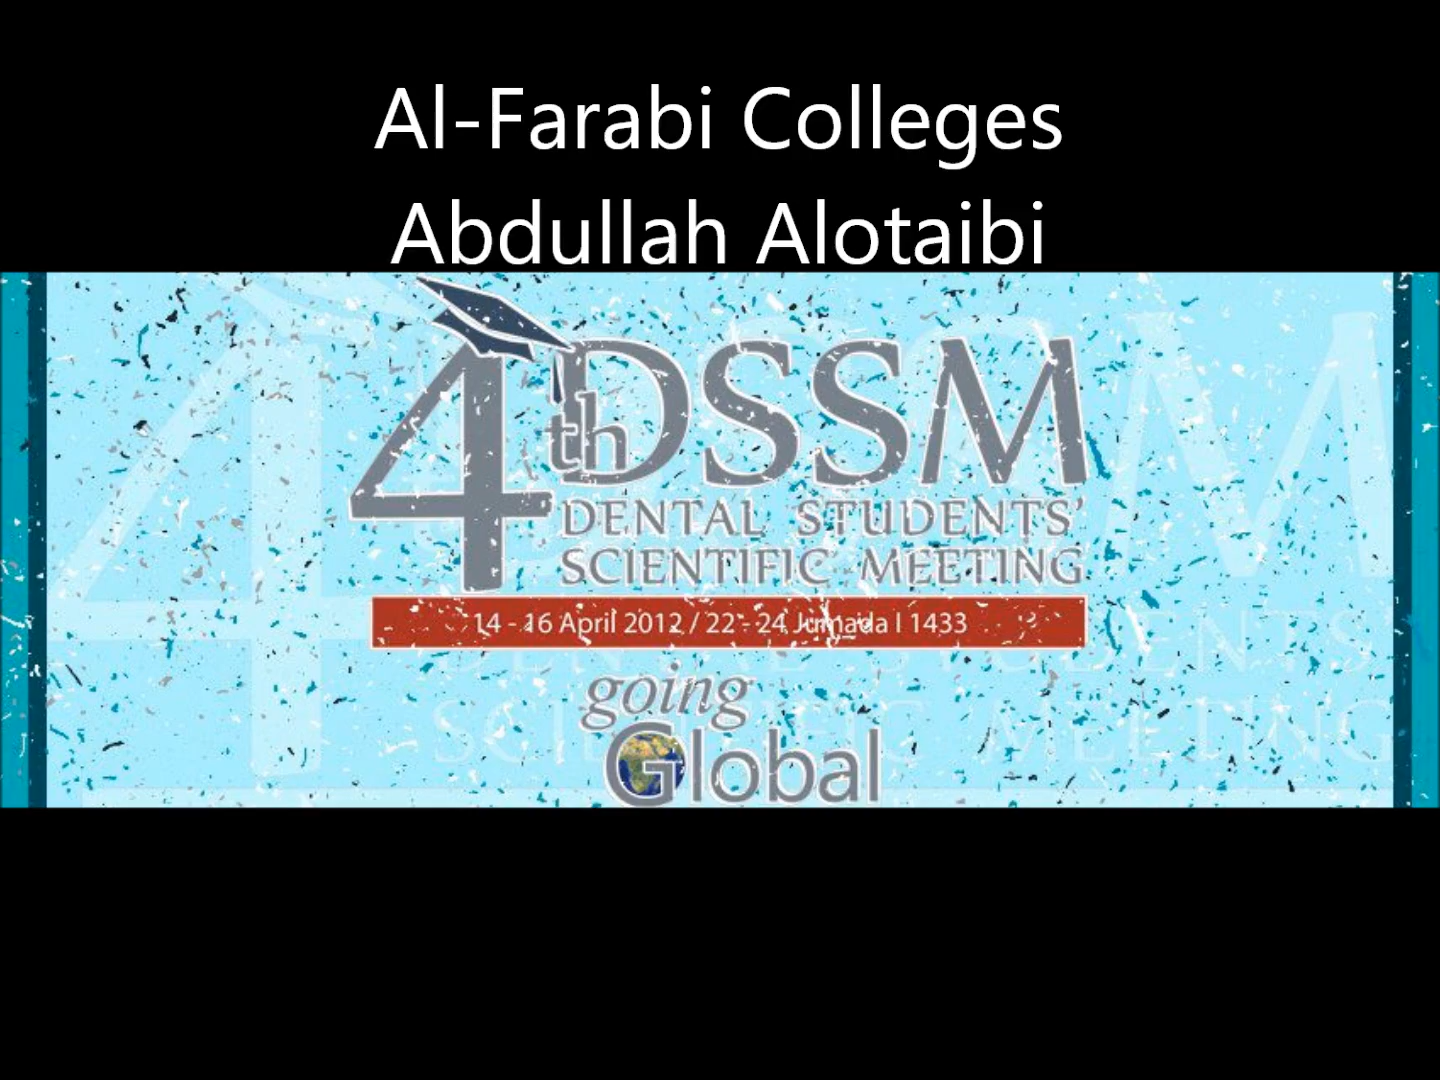 Al-Farabi Colleges
Abdullah Alotaibi
4th DSSM
DENTAL STUDENTS'
SCIENTIFIC MEETING
14 - 16 April 2012 / 22 - 24 Jumada I 1433
going
Global